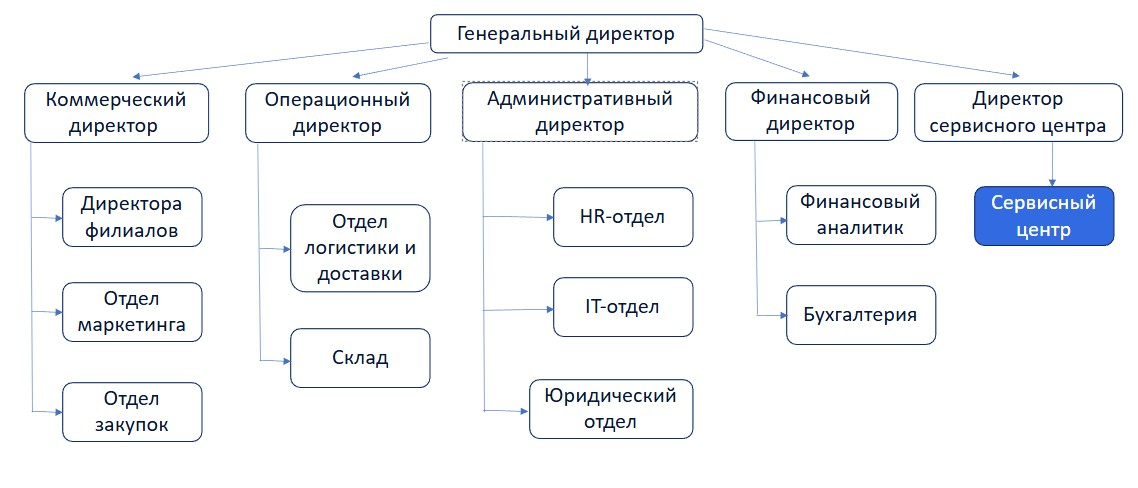 Генеральный директор
Коммерческий
директор
Операционный
директор
Административный
директор
Финансовый
директор
Директор
сервисного центра
Директора
филиалов
Отдел
маркетинга
Отдел
закупок
Отдел
логистики и
доставки
Склад
HR-отдел
IT-отдел
Юридический
отдел
Финансовый
аналитик
Бухгалтерия
Сервисный
центр